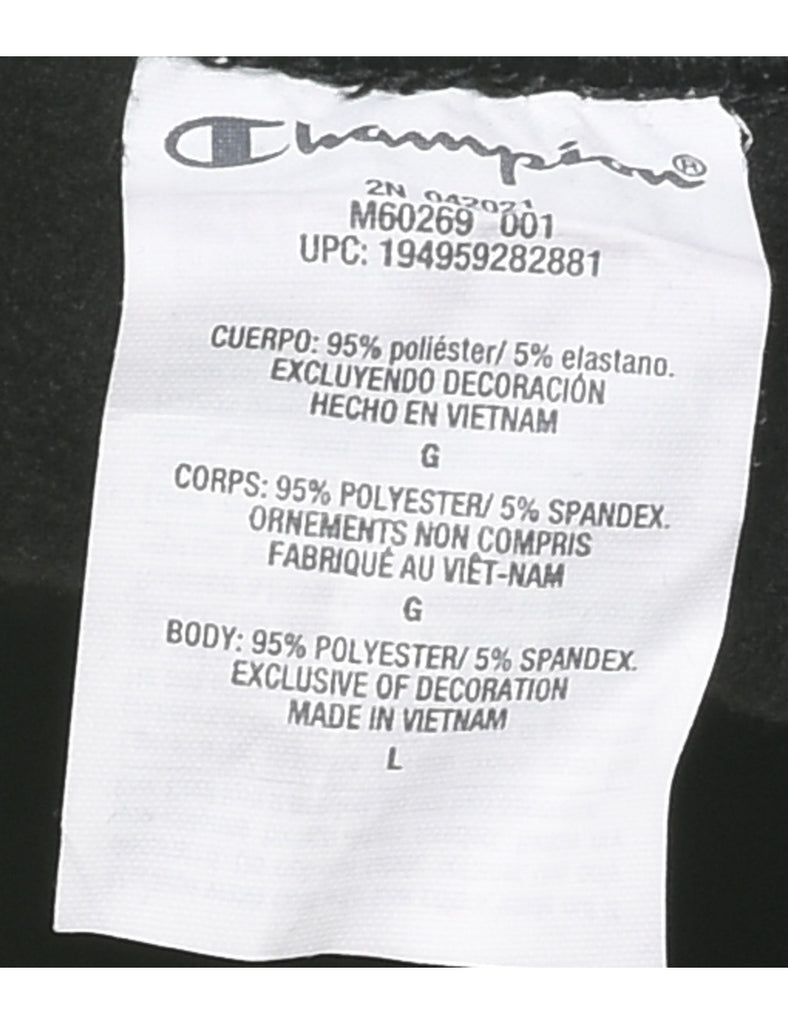 Champion®
2N 042021
M60269 001
UPC: 194959282881
CUERPO: 95% poliéster/ 5% elastano.
EXCLUYENDO DECORACIÓN
HECHO EN VIETNAM
G
CORPS: 95% POLYESTER/ 5% SPANDEX.
ORNEMENTS NON COMPRIS
FABRIQUÉ AU VIÊT-NAM
G
BODY: 95% POLYESTER/ 5% SPANDEX.
EXCLUSIVE OF DECORATION
MADE IN VIETNAM
L